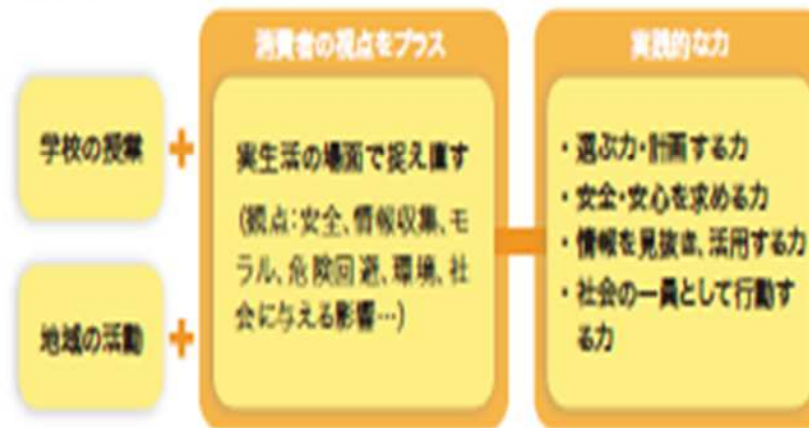 消費者の視点をプラス
実践的な力
学校の授業
+
実生活の場面で捉え直す
(観点:安全、情報収集、モ
ラル、危険回避、環境、社
会に与える影響…)
・選ぶ力・計画する力
・安全・安心を求める力
・情報を見抜き、活用する力
・社会の一員として行動す
る力
地域の活動
+